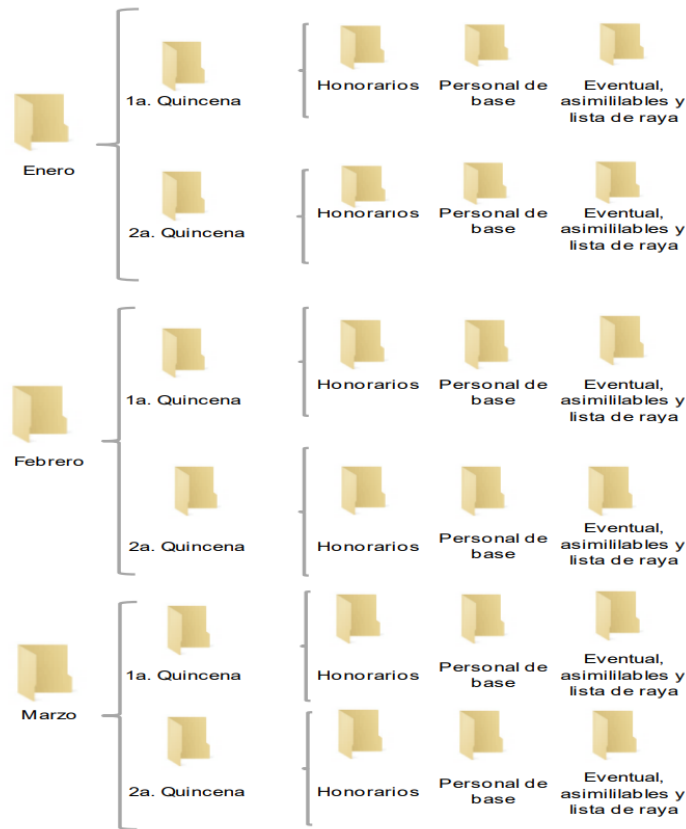 Enero
1a. Quincena
Honorarios
Personal de
base
Eventual,
asimililables y
lista de raya
2a. Quincena
Honorarios
Personal de
base
Eventual,
asimililables y
lista de raya
Febrero
1a. Quincena
Honorarios
Personal de
base
Eventual,
asimililables y
lista de raya
2a. Quincena
Honorarios
Personal de
base
Eventual,
asimililables y
lista de raya
Marzo
1a. Quincena
Honorarios
Personal de
base
Eventual,
asimililables y
lista de raya
2a. Quincena
Honorarios
Personal de
base
Eventual,
asimililables y
lista de raya